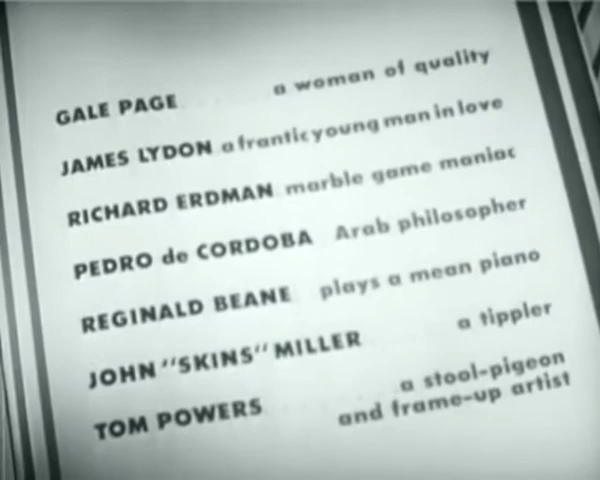 GALE PAGE a woman of quality
JAMES LYDON a frantic young man in love
RICHARD ERDMAN marble game maniac
PEDRO de CORDOBA Arab philosopher
REGINALD BEANE plays a mean piano
JOHN "SKINS" MILLER a tippler
TOM POWERS a stool-pigeon
and frame-up artist